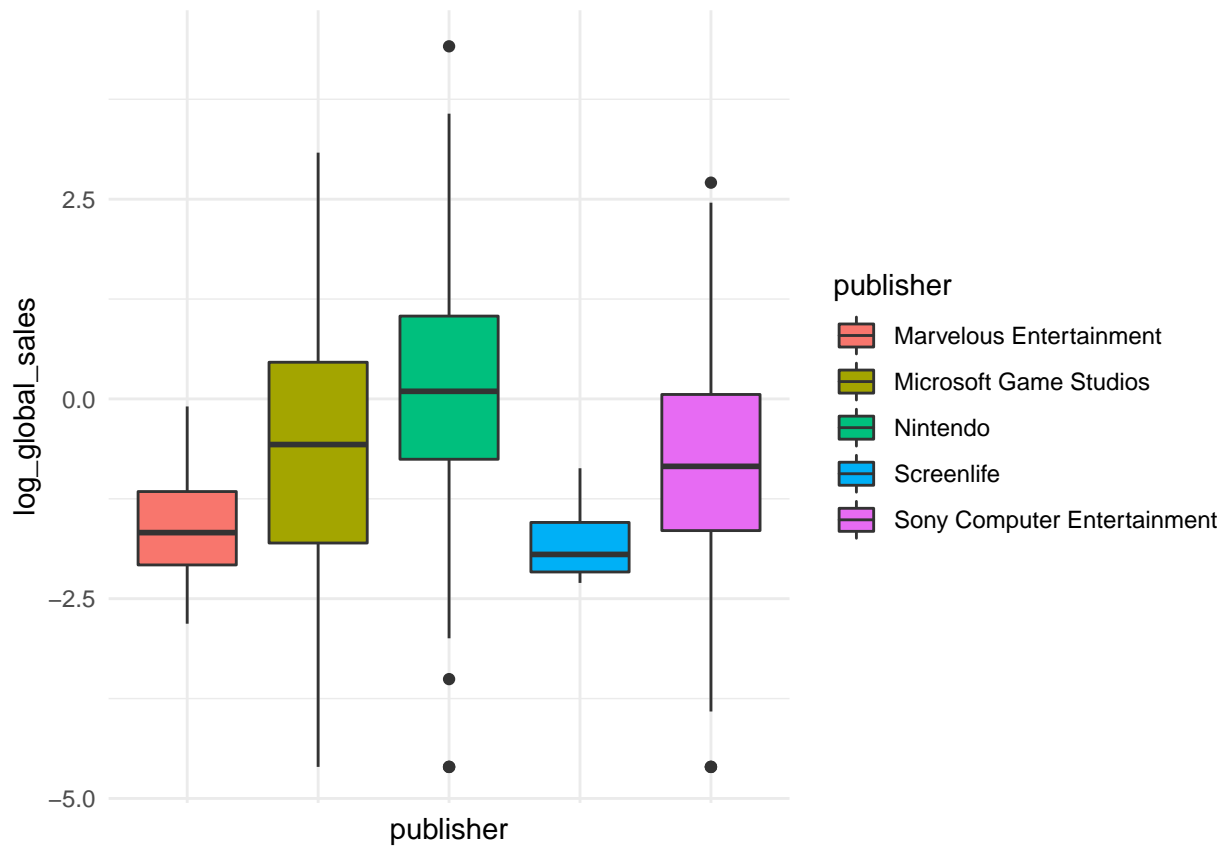 log_global_sales
2.5
0.0
−2.5
−5.0
publisher
publisher
Marvelous Entertainment
Microsoft Game Studios
Nintendo
Screenlife
Sony Computer Entertainment